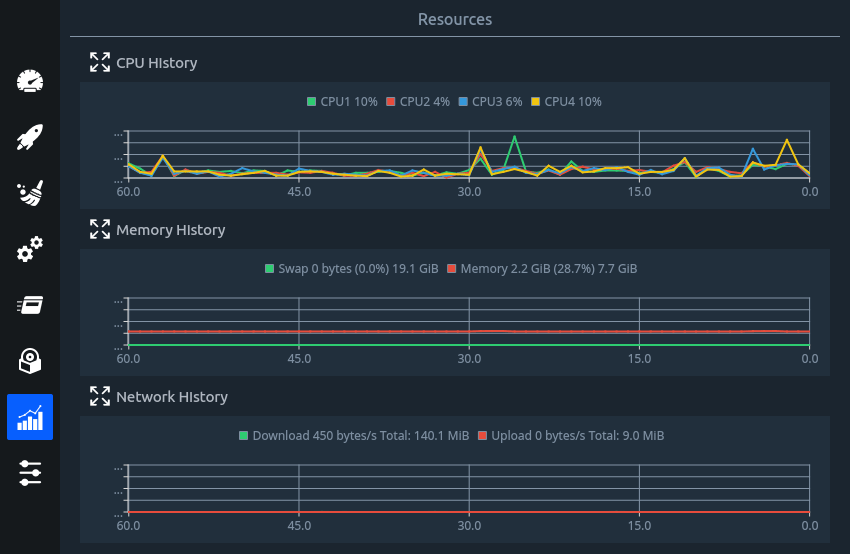 Resources
CPU History
CPU1 10% CPU2 4% CPU3 6% CPU4 10%
...
...
...
60.0 45.0 30.0 15.0 0.0
Memory History
Swap 0 bytes (0.0%) 19.1 GiB Memory 2.2 GiB (28.7%) 7.7 GiB
...
...
...
60.0 45.0 30.0 15.0 0.0
Network History
Download 450 bytes/s Total: 140.1 MiB Upload 0 bytes/s Total: 9.0 MiB
...
...
...
60.0 45.0 30.0 15.0 0.0